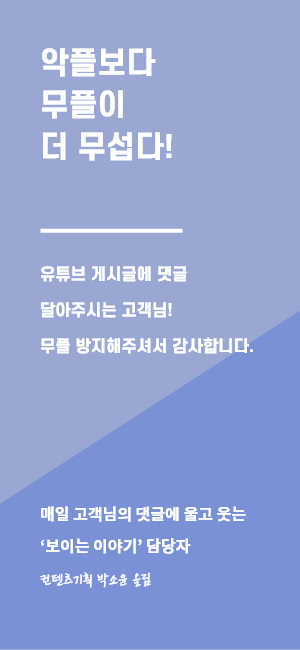 악플보다
무플이
더 무섭다!
유튜브 게시글에 댓글
달아주시는 고객님!
무플 방지해주셔서 감사합니다.
매일 고객님의 댓글에 울고 웃는
‘보이는 이야기’ 담당자
컨텐츠기획 박소윤 올림